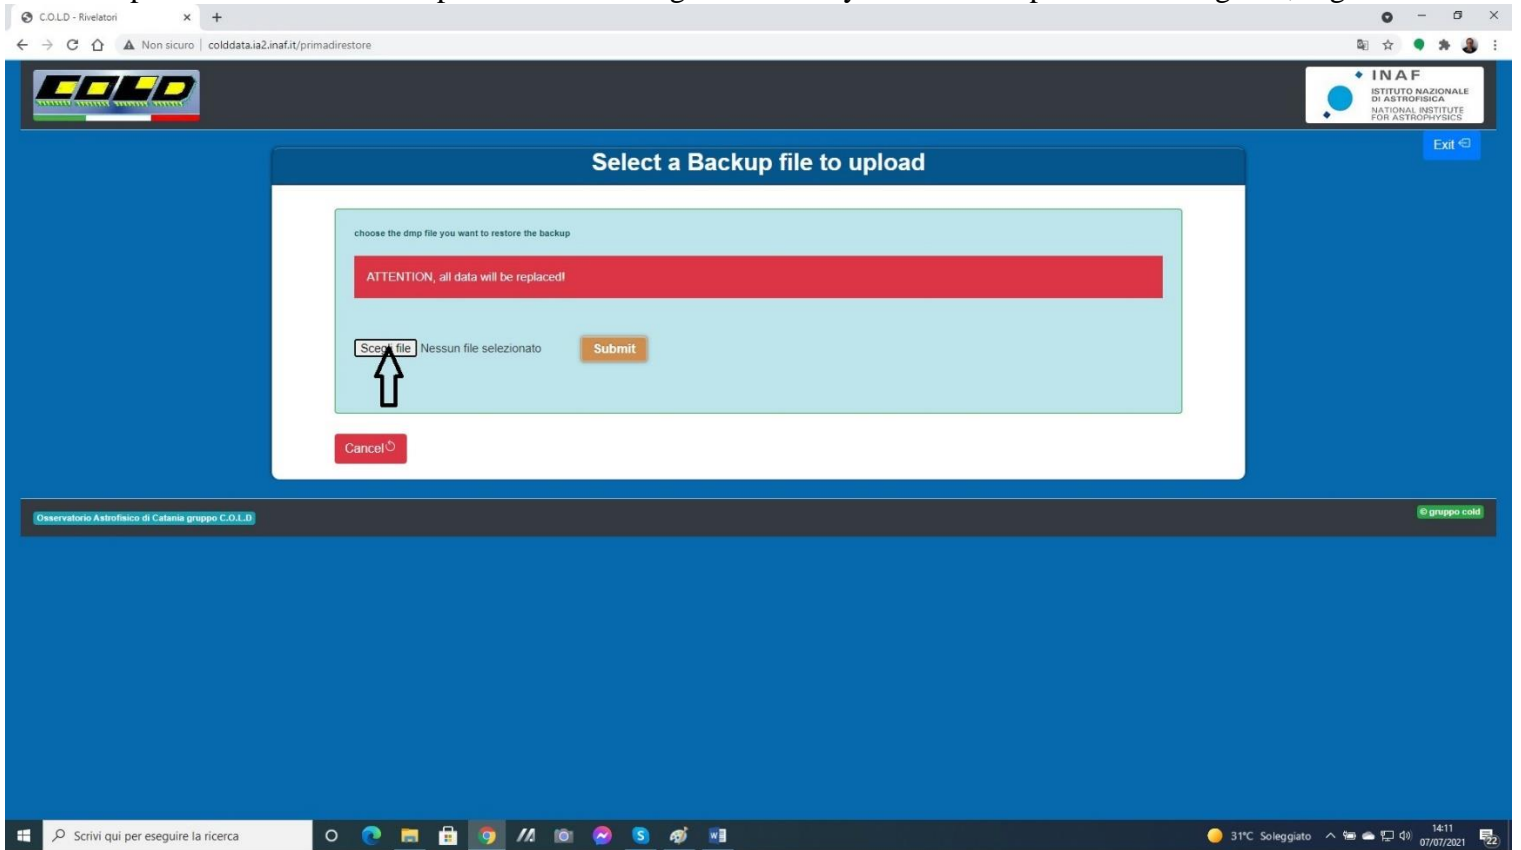 C.O.L.D - Rivelatori
Non sicuro
colddata.ia2.inaf.it/primadirestore
COLD
INAF
ISTITUTO NAZIONALE
DI ASTROFISICA
NATIONAL INSTITUTE
FOR ASTROPHYSICS
Exit
Select a Backup file to upload
choose the dmp file you want to restore the backup
ATTENTION, all data will be replaced!
Scegli file Nessun file selezionato
Submit
Cancel
Osservatorio Astrofisico di Catania gruppo C.O.L.D
© gruppo cold
Scrivi qui per eseguire la ricerca
31°C Soleggiato
14:11
07/07/2021
22